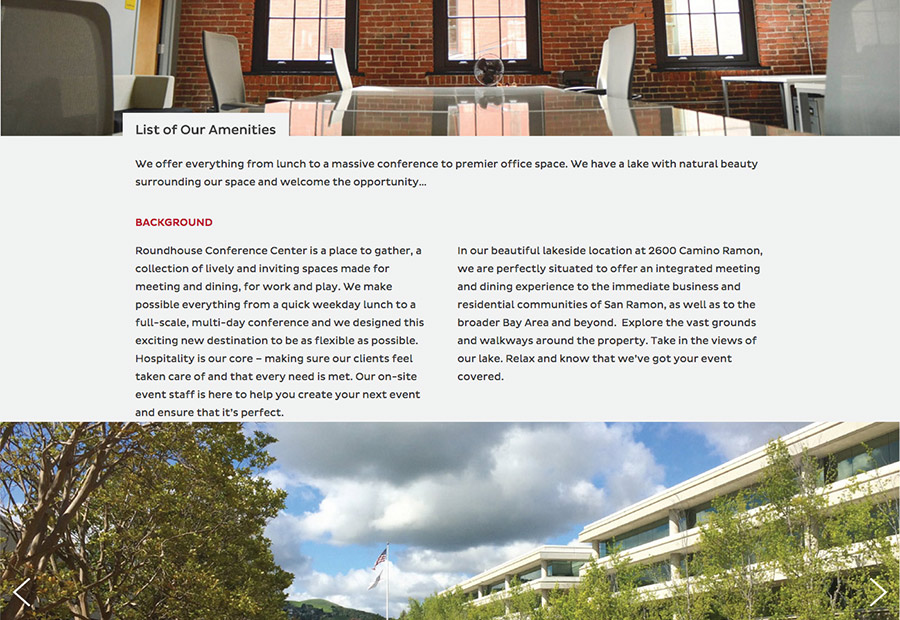 List of Our Amenities
We offer everything from lunch to a massive conference to premier office space. We have a lake with natural beauty
surrounding our space and welcome the opportunity...
BACKGROUND
Roundhouse Conference Center is a place to gather, a
collection of lively and inviting spaces made for
meeting and dining, for work and play. We make
possible everything from a quick weekday lunch to a
full-scale, multi-day conference and we designed this
exciting new destination to be as flexible as possible.
Hospitality is our core – making sure our clients feel
taken care of and that every need is met. Our on-site
event staff is here to help you create your next event
and ensure that it's perfect.
In our beautiful lakeside location at 2600 Camino Ramon,
we are perfectly situated to offer an integrated meeting
and dining experience to the immediate business and
residential communities of San Ramon, as well as to the
broader Bay Area and beyond.  Explore the vast grounds
and walkways around the property. Take in the views of
our lake. Relax and know that we've got your event
covered.